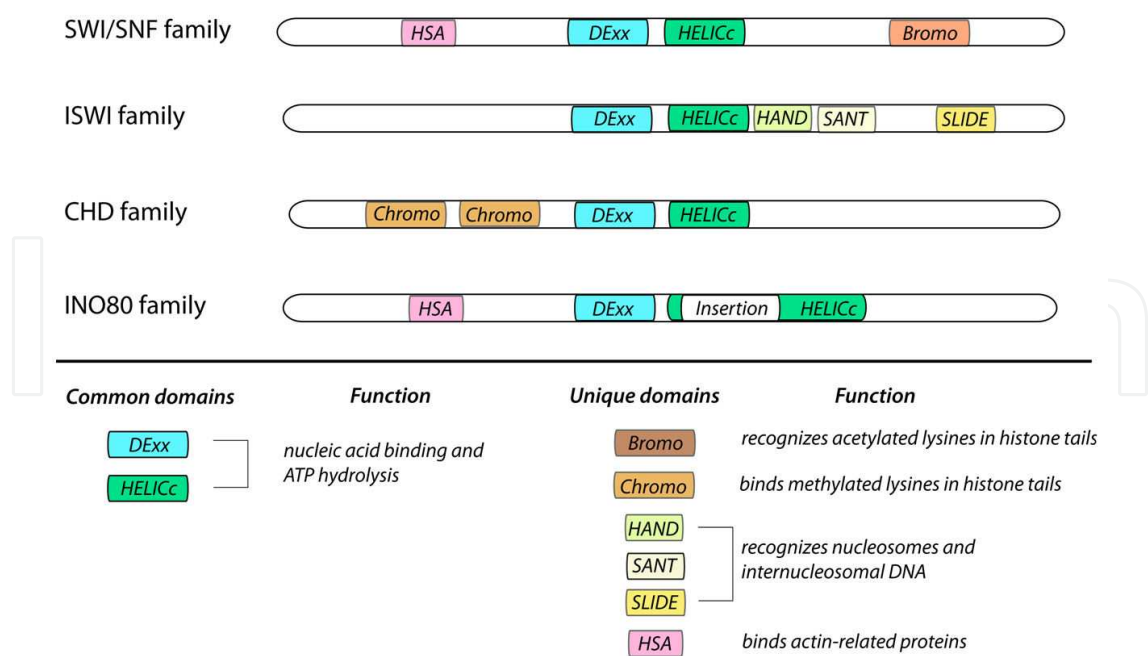 SWI/SNF family
HSA DExx HELICc Bromo
ISWI family
DExx HELICc HAND SANT SLIDE
CHD family
Chromo Chromo DExx HELICc
INO80 family
HSA DExx Insertion HELICc
Common domains Function Unique domains Function
DExx
HELICc
nucleic acid binding and
ATP hydrolysis
Bromo recognizes acetylated lysines in histone tails
Chromo binds methylated lysines in histone tails
HAND
SANT
SLIDE
recognizes nucleosomes and
internucleosomal DNA
HSA binds actin-related proteins